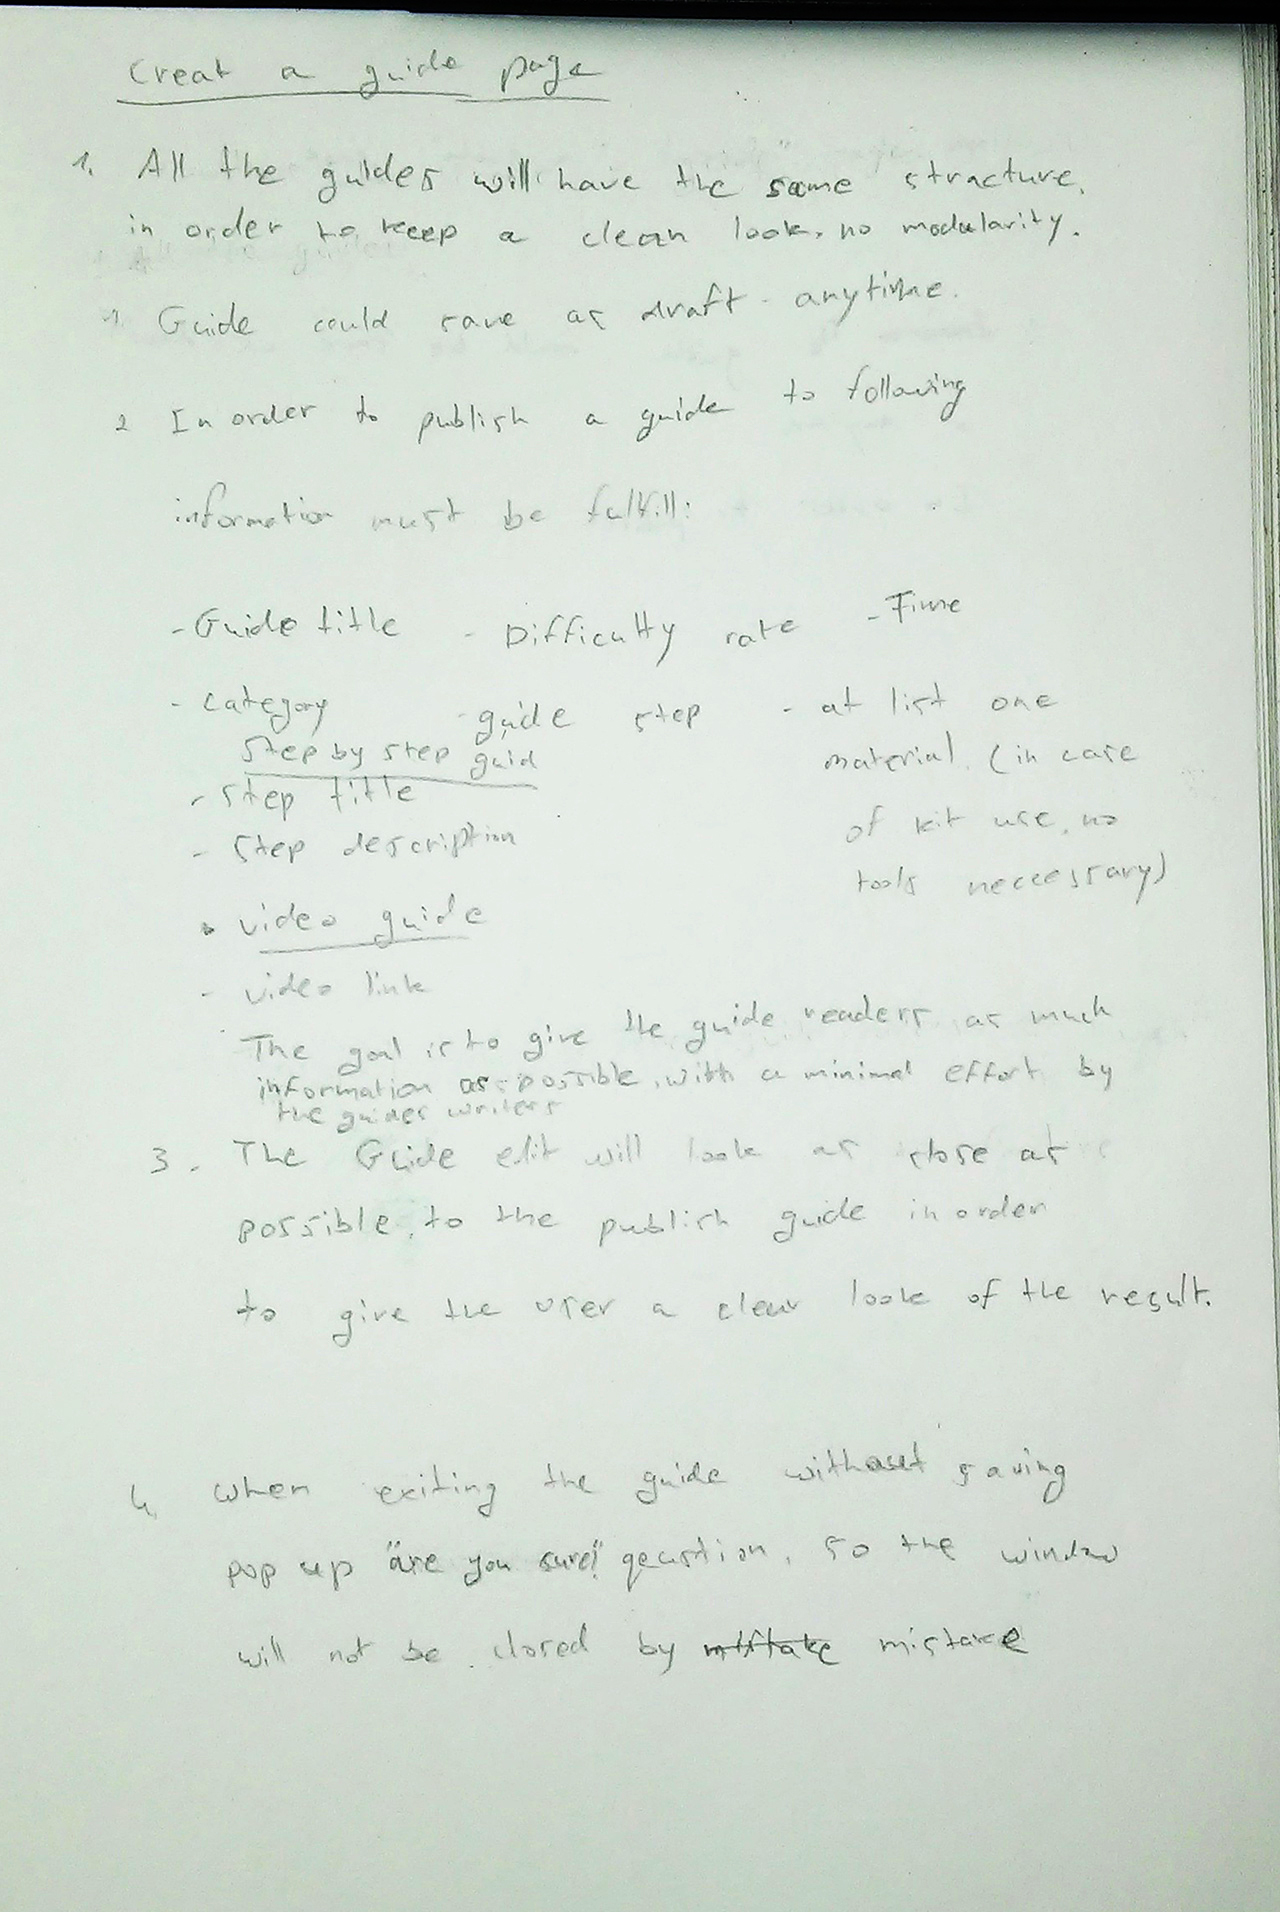 Creat a guide page
1. All the guides will have the same structure.
in order to keep a clean look. no modularity.
1. Guide could save as draft - anytime.
2 In order to publish a guide to following
information must be fulfill:
- Guide title - Difficulty rate - Time
- category - guide step - at list one
material. (in case
of kit use, no
tools neccessary)
step by step guid
- step title
- step description
• video guide
- video link
The goal is to give the guide readers as much
information as possible, with a minimal effort by
the guides writers
3. The Guide edit will look as close as
possible, to the publish guide in order
to give the user a clear look of the result.
4. when exiting the guide without saving
pop up "are you sure?" qeustion, so the window
will not be closed by mistake mistake